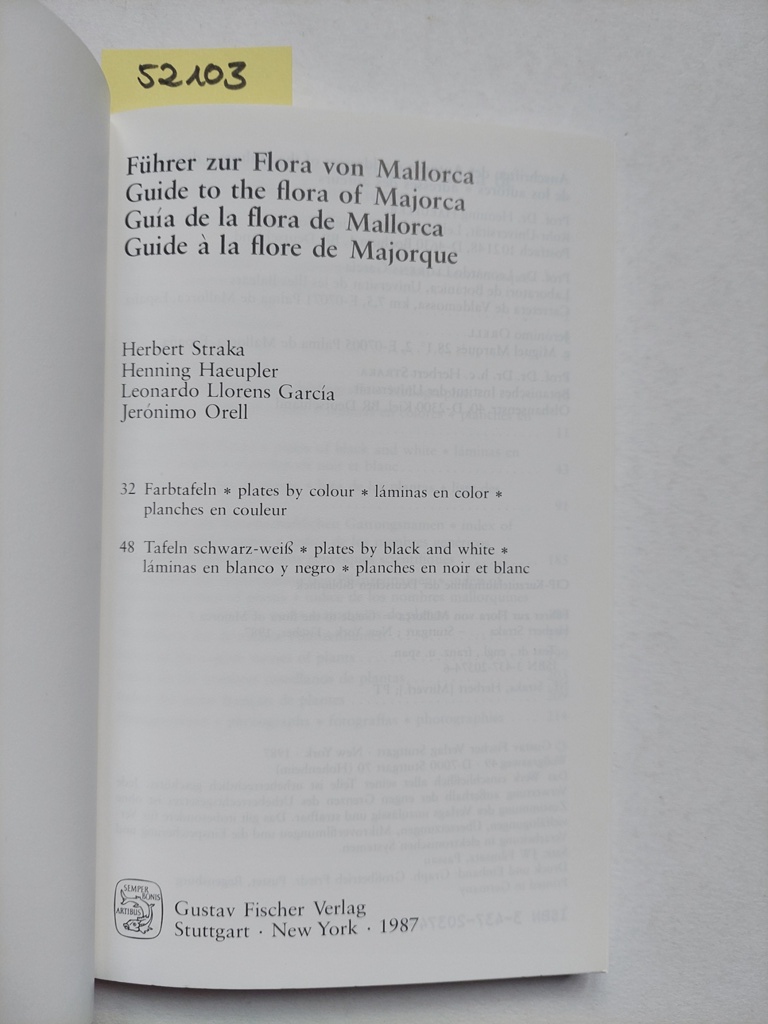 52103
Führer zur Flora von Mallorca
Guide to the flora of Majorca
Guía de la flora de Mallorca
Guide à la flore de Majorque
Herbert Straka
Henning Haeupler
Leonardo Llorens García
Jerónimo Orell
32 Farbtafeln * plates by colour * láminas en color *
planches en couleur
48 Tafeln schwarz-weiß * plates by black and white *
láminas en blanco y negro * planches en noir et blanc
SEMPER
BONIS
ARTIBUS
Gustav Fischer Verlag
Stuttgart · New York · 1987